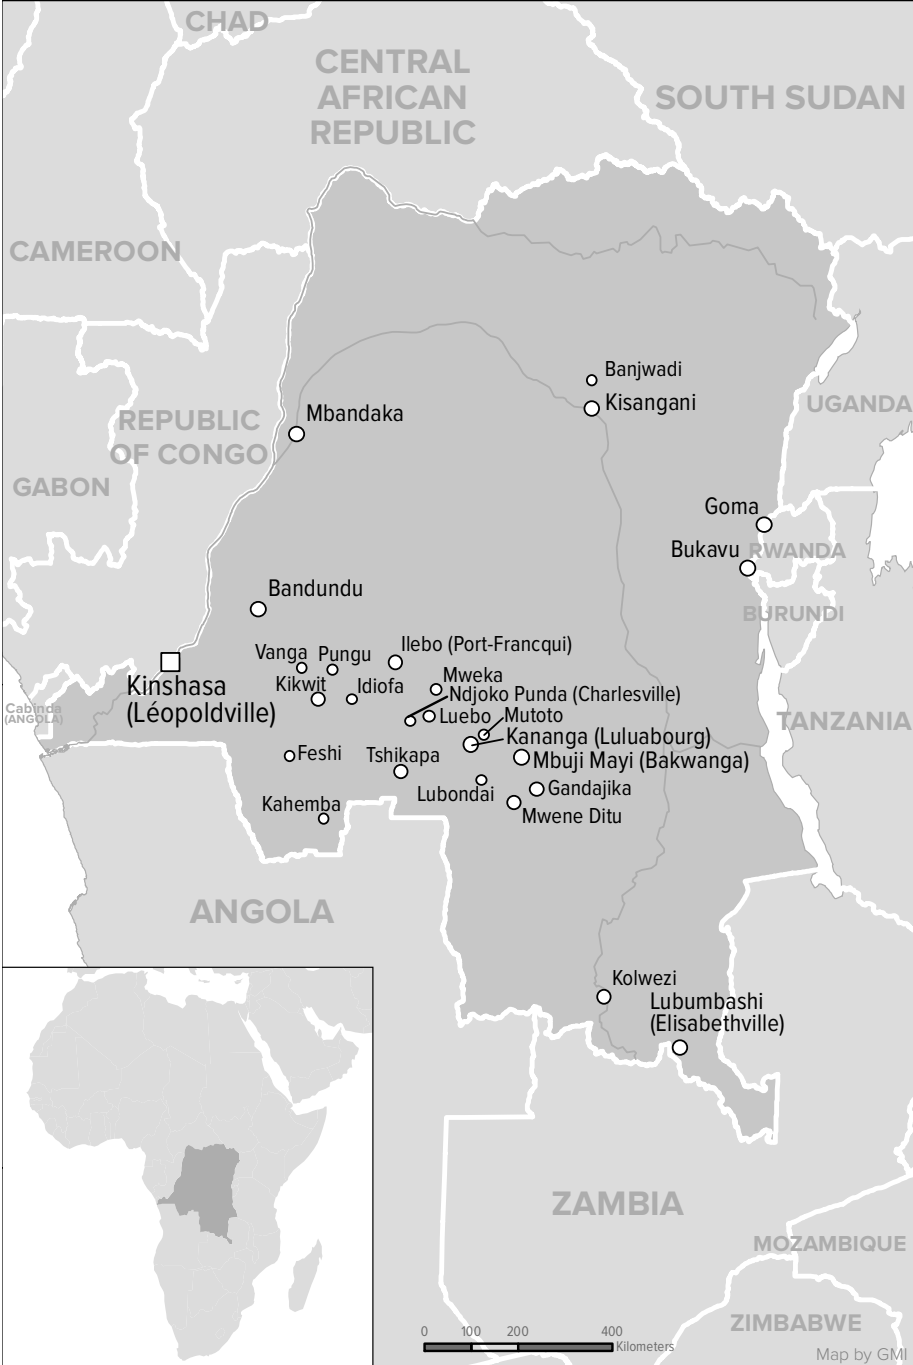 CHAD
CENTRAL
AFRICAN
REPUBLIC
SOUTH SUDAN
CAMEROON
Banjwadi
Kisangani
UGANDA
Mbandaka
REPUBLIC
OF CONGO
GABON
Goma
Bukavu
RWANDA
Bandundu
BURUNDI
Ilebo (Port-Francqui)
Vanga
Pungu
Mweka
Kinshasa
(Léopoldville)
Kikwit
Idiofa
Ndjoko Punda (Charlesville)
Cabinda
(ANGOLA)
Luebo
Mutoto
TANZANIA
Kananga (Luluabourg)
Feshi
Tshikapa
Mbuji Mayi (Bakwanga)
Lubondai
Gandajika
Kahemba
Mwene Ditu
ANGOLA
Kolwezi
Lubumbashi
(Elisabethville)
ZAMBIA
MOZAMBIQUE
ZIMBABWE
0 100 200 400
Kilometers
Map by GMI